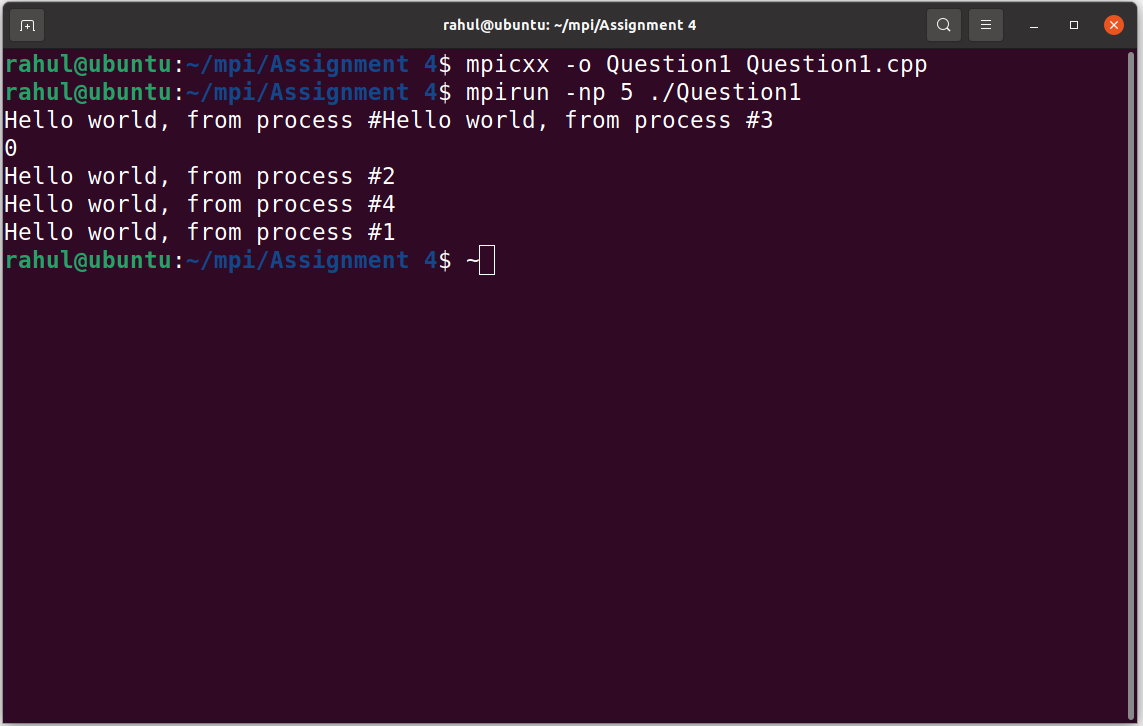 rahul@ubuntu: ~/mpi/Assignment 4
rahul@ubuntu:~/mpi/Assignment 4$ mpicxx -o Question1 Question1.cpp
rahul@ubuntu:~/mpi/Assignment 4$ mpirun -np 5 ./Question1
Hello world, from process #Hello world, from process #3
0
Hello world, from process #2
Hello world, from process #4
Hello world, from process #1
rahul@ubuntu:~/mpi/Assignment 4$ ~